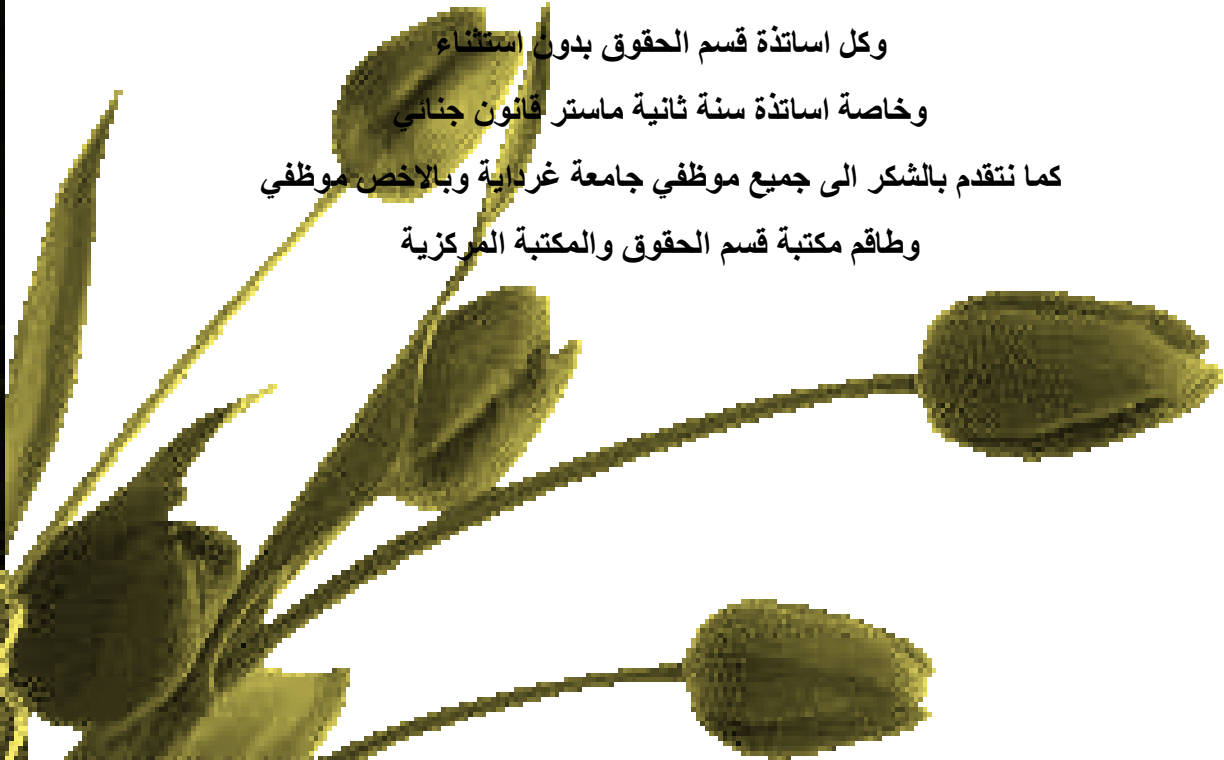 وكل اساتذة قسم الحقوق بدون استثناء
وخاصة اساتذة سنة ثانية ماستر قانون جنائي
كما نتقدم بالشكر الى جميع موظفي جامعة غرداية وبالاخص موظفي
وطاقم مكتبة قسم الحقوق والمكتبة المركزية